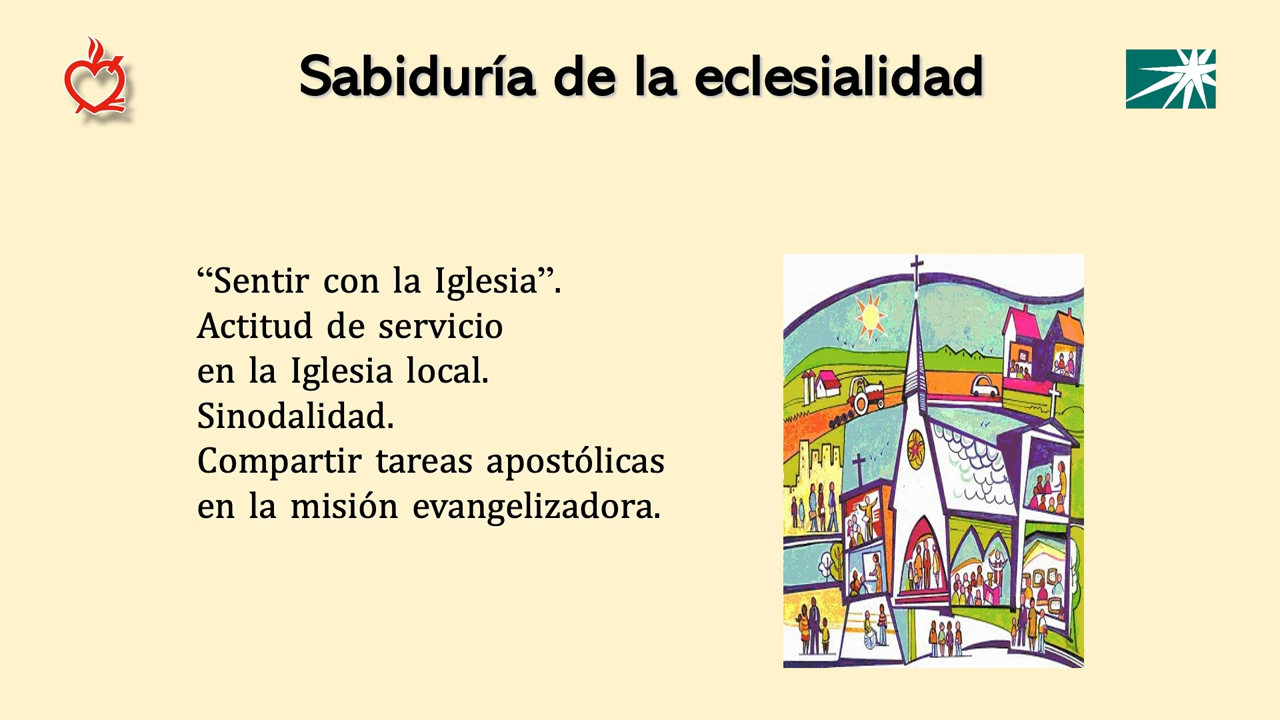 Sabiduría de la eclesialidad
“Sentir con la Iglesia”.
Actitud de servicio
en la Iglesia local.
Sinodalidad.
Compartir tareas apostólicas
en la misión evangelizadora.